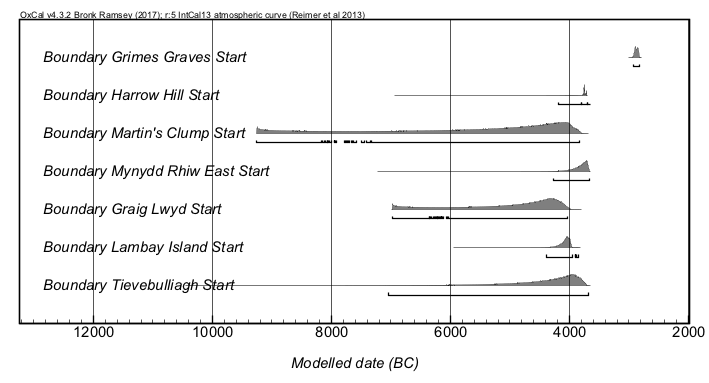 OxCal v4.3.2 Bronk Ramsey (2017); r:5 IntCal13 atmospheric curve (Reimer et al 2013)
Boundary Grimes Graves Start
Boundary Harrow Hill Start
Boundary Martin's Clump Start
Boundary Mynydd Rhiw East Start
Boundary Graig Lwyd Start
Boundary Lambay Island Start
Boundary Tievebulliagh Start
12000 10000 8000 6000 4000 2000
Modelled date (BC)